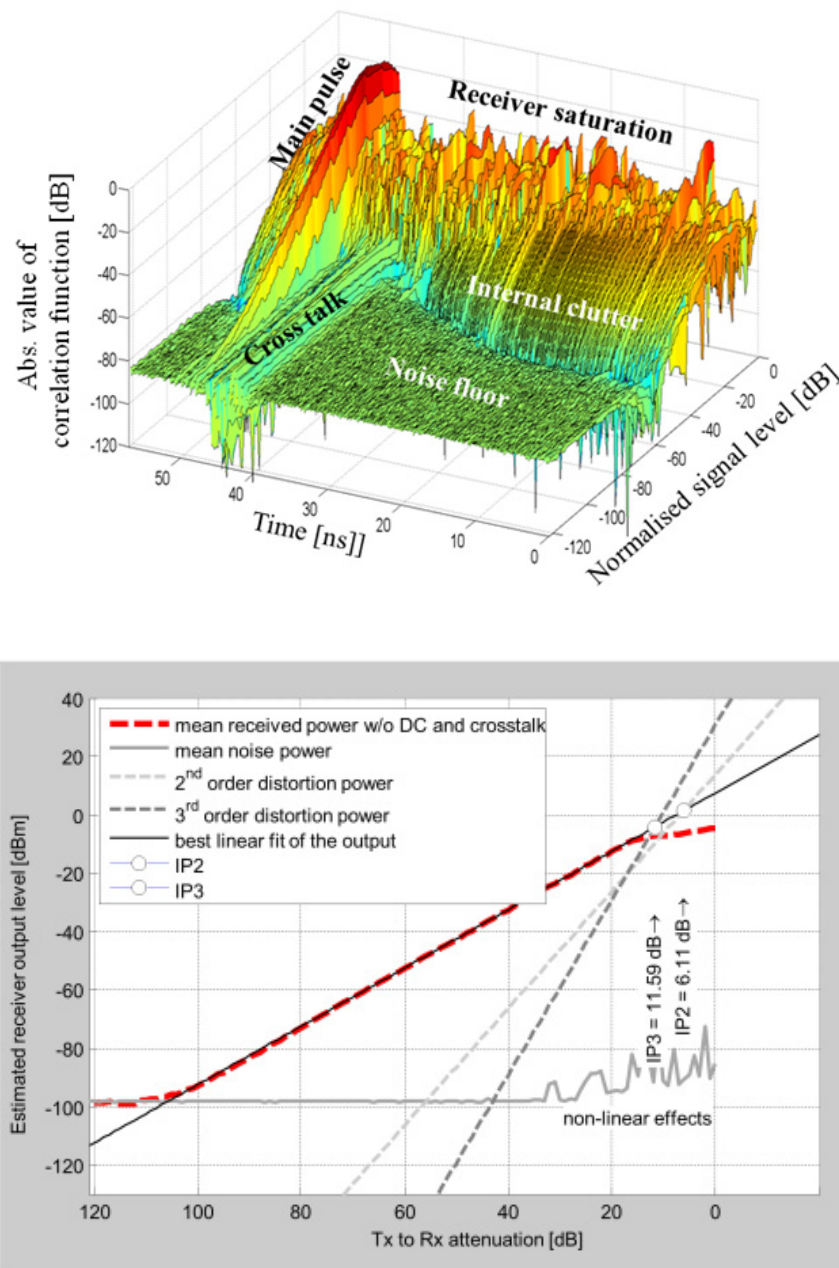 Main pulse
Receiver saturation
Abs. value of
correlation function [dB]
0
-20
-40
-60
-80
-100
-120
Cross talk
Internal clutter
Noise fluor
50
40
30
20
10
0
Time [ns]]
-120
-100
-80
-60
-40
-20
0
Normalised signal level [dB]
40
20
0
-20
-40
-60
-80
-100
-120
Estimated receiver output level [dBm]
mean received power w/o DC and crosstalk
mean noise power
2nd order distortion power
3rd order distortion power
best linear fit of the output
IP2
IP3
IP3 = 11.59 dB→
IP2 = 6.11 dB→
non-linear effects
120
100
80
60
40
20
0
Tx to Rx attenuation [dB]